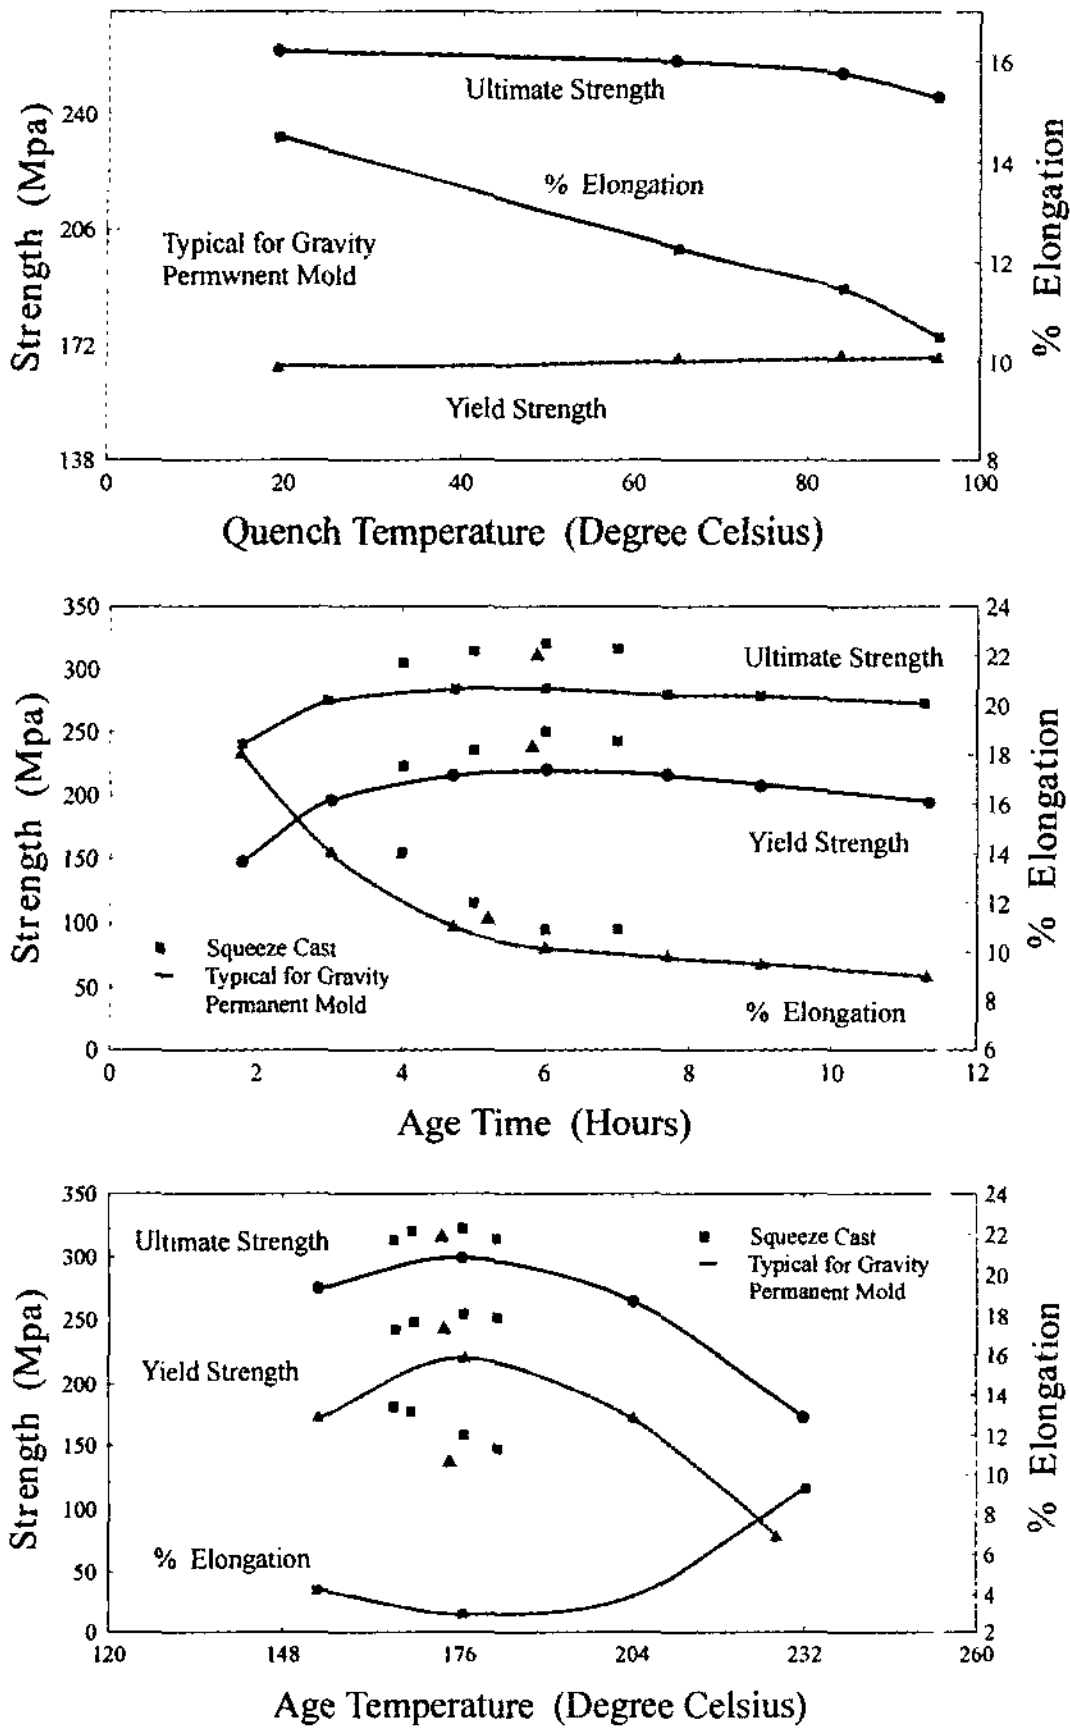 Strength (Mpa)
240
206
172
138
Ultimate Strength
% Elongation
Typical for Gravity
Permwnent Mold
Yield Strength
16
14
12
10
8
% Elongation
0 20 40 60 80 100
Quench Temperature (Degree Celsius)
Strength (Mpa)
350
300
250
200
150
100
50
0
Ultimate Strength
Yield Strength
Squeeze Cast
Typical for Gravity
Permanent Mold
% Elongation
24
22
20
18
16
14
12
10
8
6
% Elongation
0 2 4 6 8 10 12
Age Time (Hours)
Strength (Mpa)
350
300
250
200
150
100
50
0
Ultimate Strength
Squeeze Cast
Typical for Gravity
Permanent Mold
Yield Strength
% Elongation
24
22
20
18
16
14
12
10
8
6
4
2
% Elongation
120 148 176 204 232 260
Age Temperature (Degree Celsius)